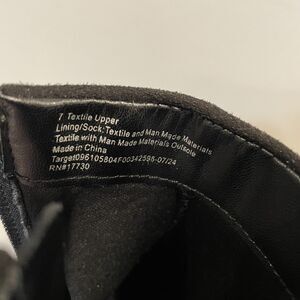 7 Textile Upper
Lining/Sock:Textile and Man Made Materials
Textile with Man Made Materials Outsole
Made in China
Target096105804F00342596-07/24
RN#17730